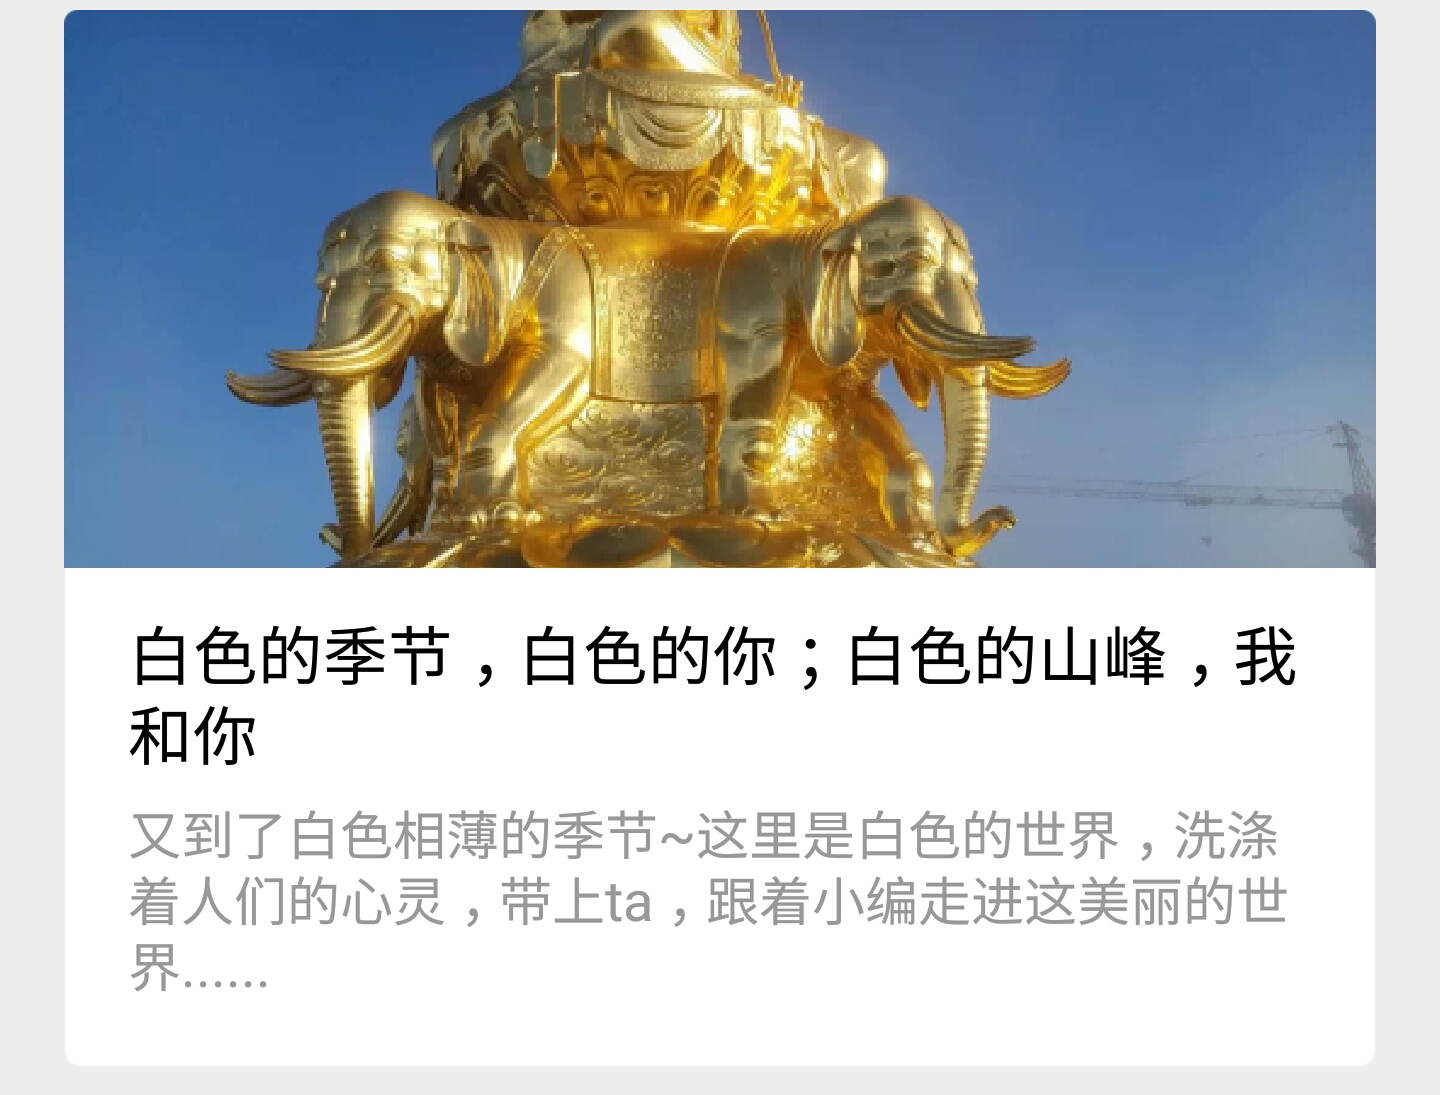 白色的季节，白色的你；白色的山峰，我
和你
又到了白色相薄的季节~这里是白色的世界，洗涤
着人们的心灵，带上ta，跟着小编走进这美丽的世
界......